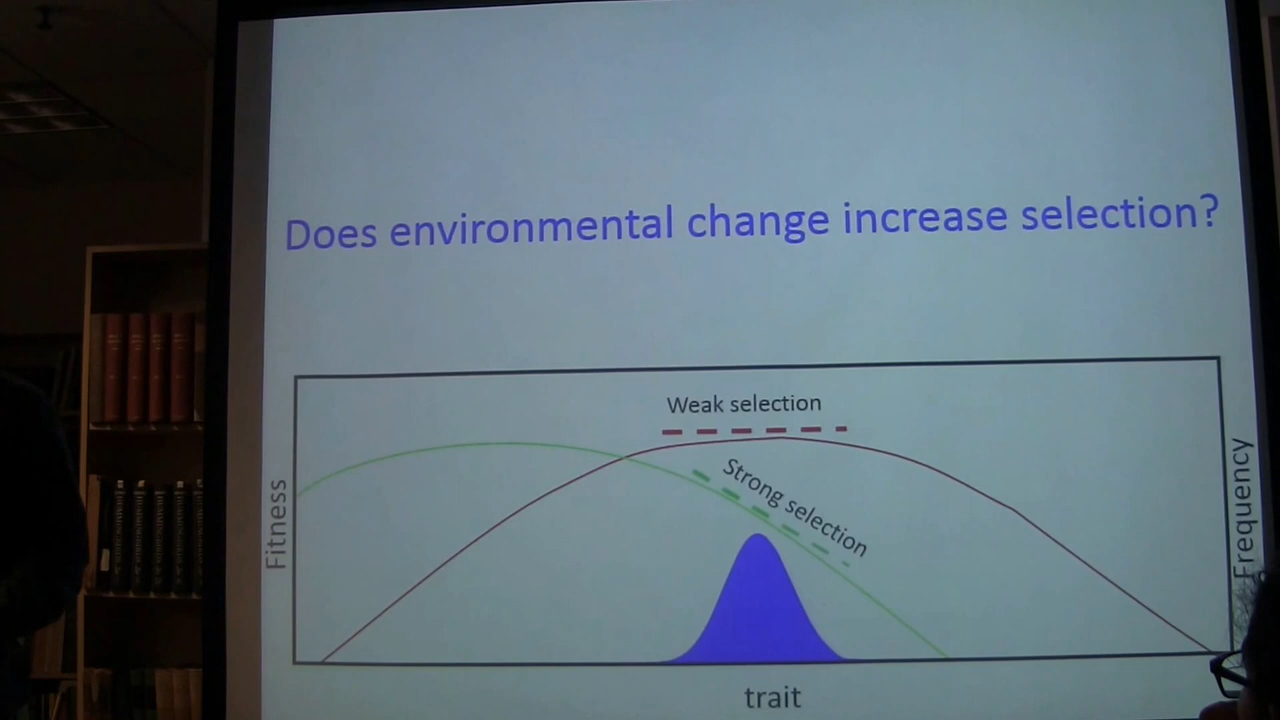 Does environmental change increase selection?
Weak selection
Strong selection
Fitness
Frequency
trait